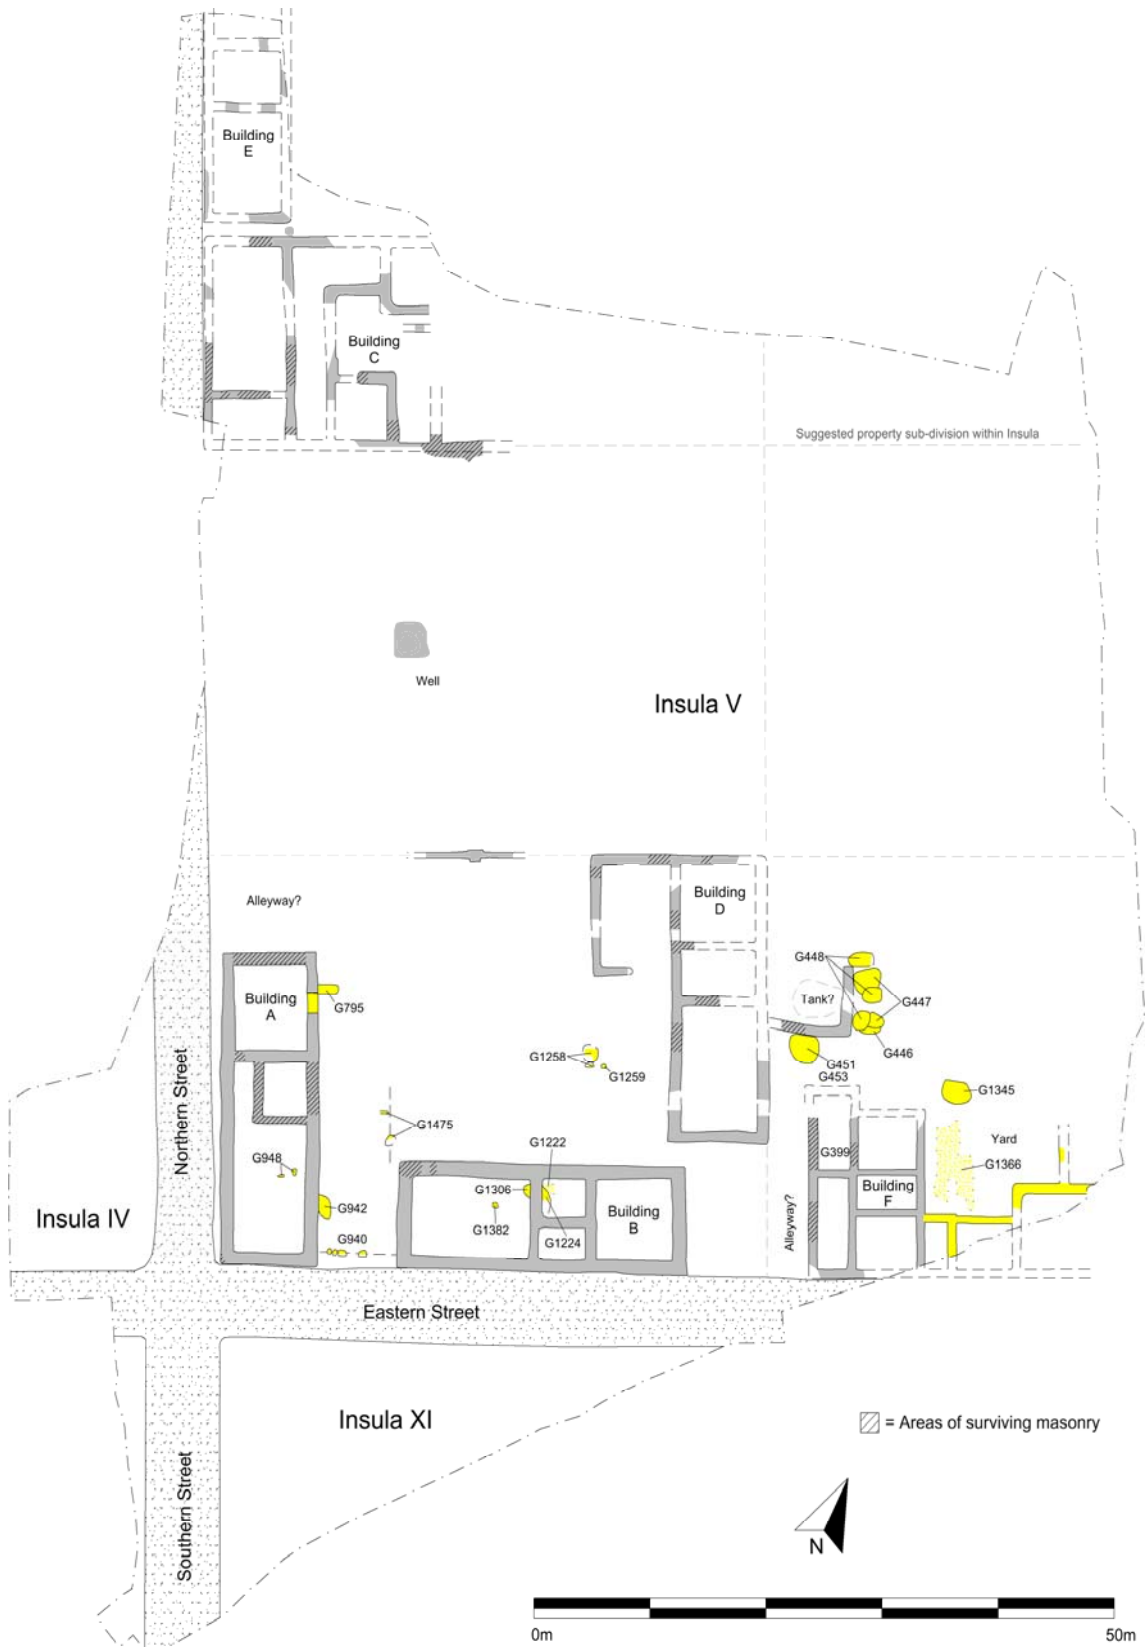 Building
E
Building
C
Suggested property sub-division within Insula
Well
Insula V
Alleyway?
Building
D
Northern Street
Building
A
G795
G448
Tank?
G447
G446
G451
G453
G1258
G1259
G1345
G1475
G1222
G948
G1306
G942
G1382
G1224
Building
B
G940
G399
Yard
G1366
Building
F
Alleyway?
Insula IV
Eastern Street
Insula XI
Southern Street
= Areas of surviving masonry
N
0m
50m